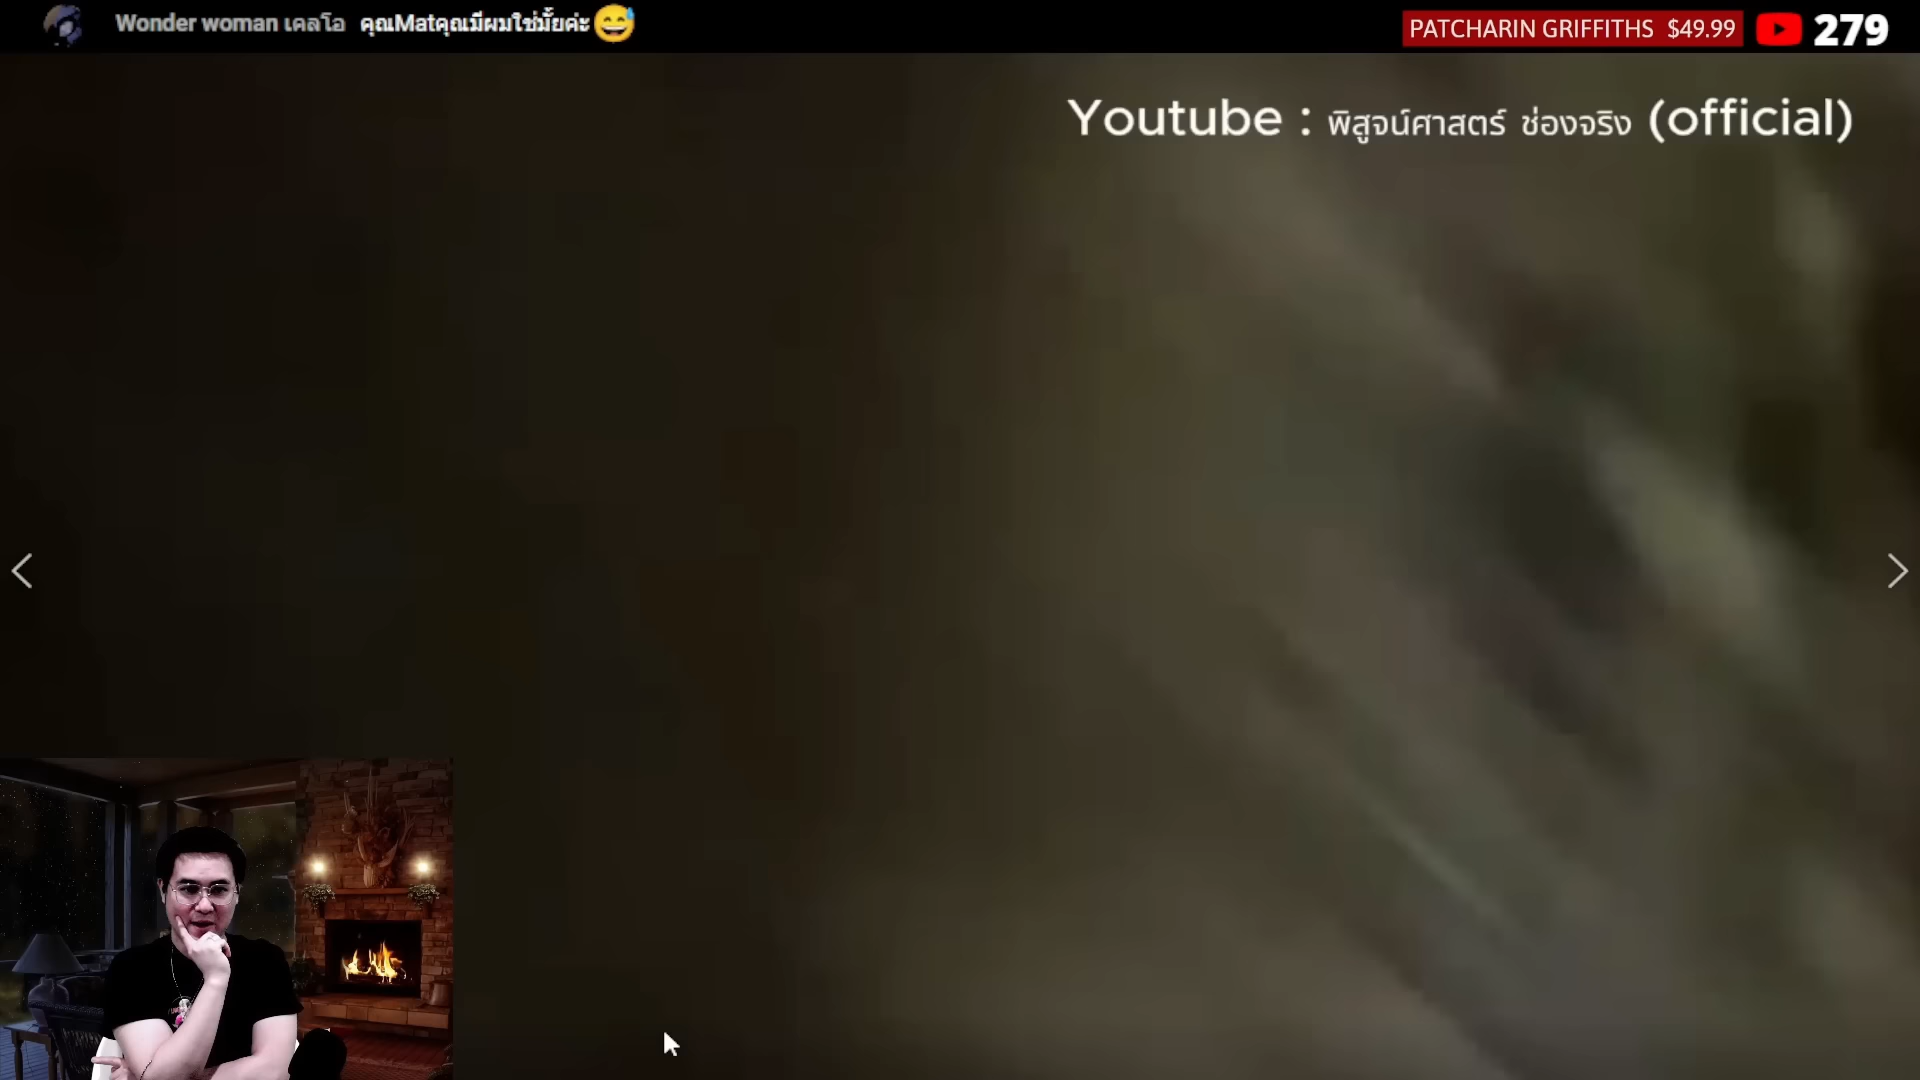 Wonder woman เคลโอ คุณMatคุณมีผมใช่มั้ยค่ะ😅
PATCHARIN GRIFFITHS $49.99
279
Youtube : พิสูจน์ศาสตร์ ช่องจริง (official)